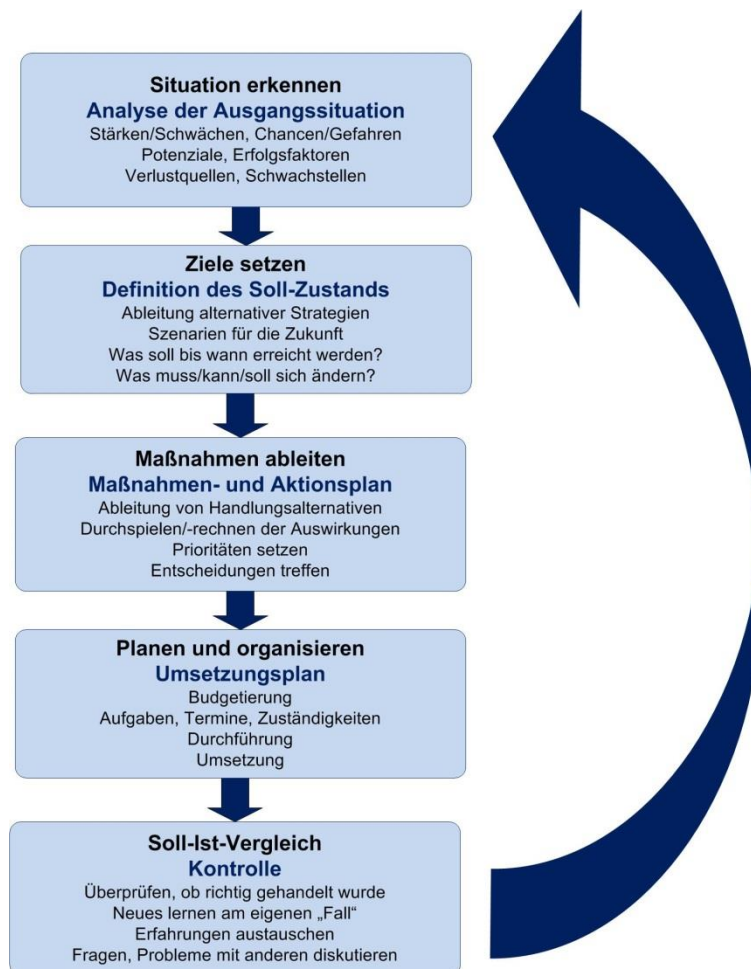 Situation erkennen
Analyse der Ausgangssituation
Stärken/Schwächen, Chancen/Gefahren
Potenziale, Erfolgsfaktoren
Verlustquellen, Schwachstellen
Ziele setzen
Definition des Soll-Zustands
Ableitung alternativer Strategien
Szenarien für die Zukunft
Was soll bis wann erreicht werden?
Was muss/kann/soll sich ändern?
Maßnahmen ableiten
Maßnahmen- und Aktionsplan
Ableitung von Handlungsalternativen
Durchspielen/-rechnen der Auswirkungen
Prioritäten setzen
Entscheidungen treffen
Planen und organisieren
Umsetzungsplan
Budgetierung
Aufgaben, Termine, Zuständigkeiten
Durchführung
Umsetzung
Soll-Ist-Vergleich
Kontrolle
Überprüfen, ob richtig gehandelt wurde
Neues lernen am eigenen „Fall“
Erfahrungen austauschen
Fragen, Probleme mit anderen diskutieren